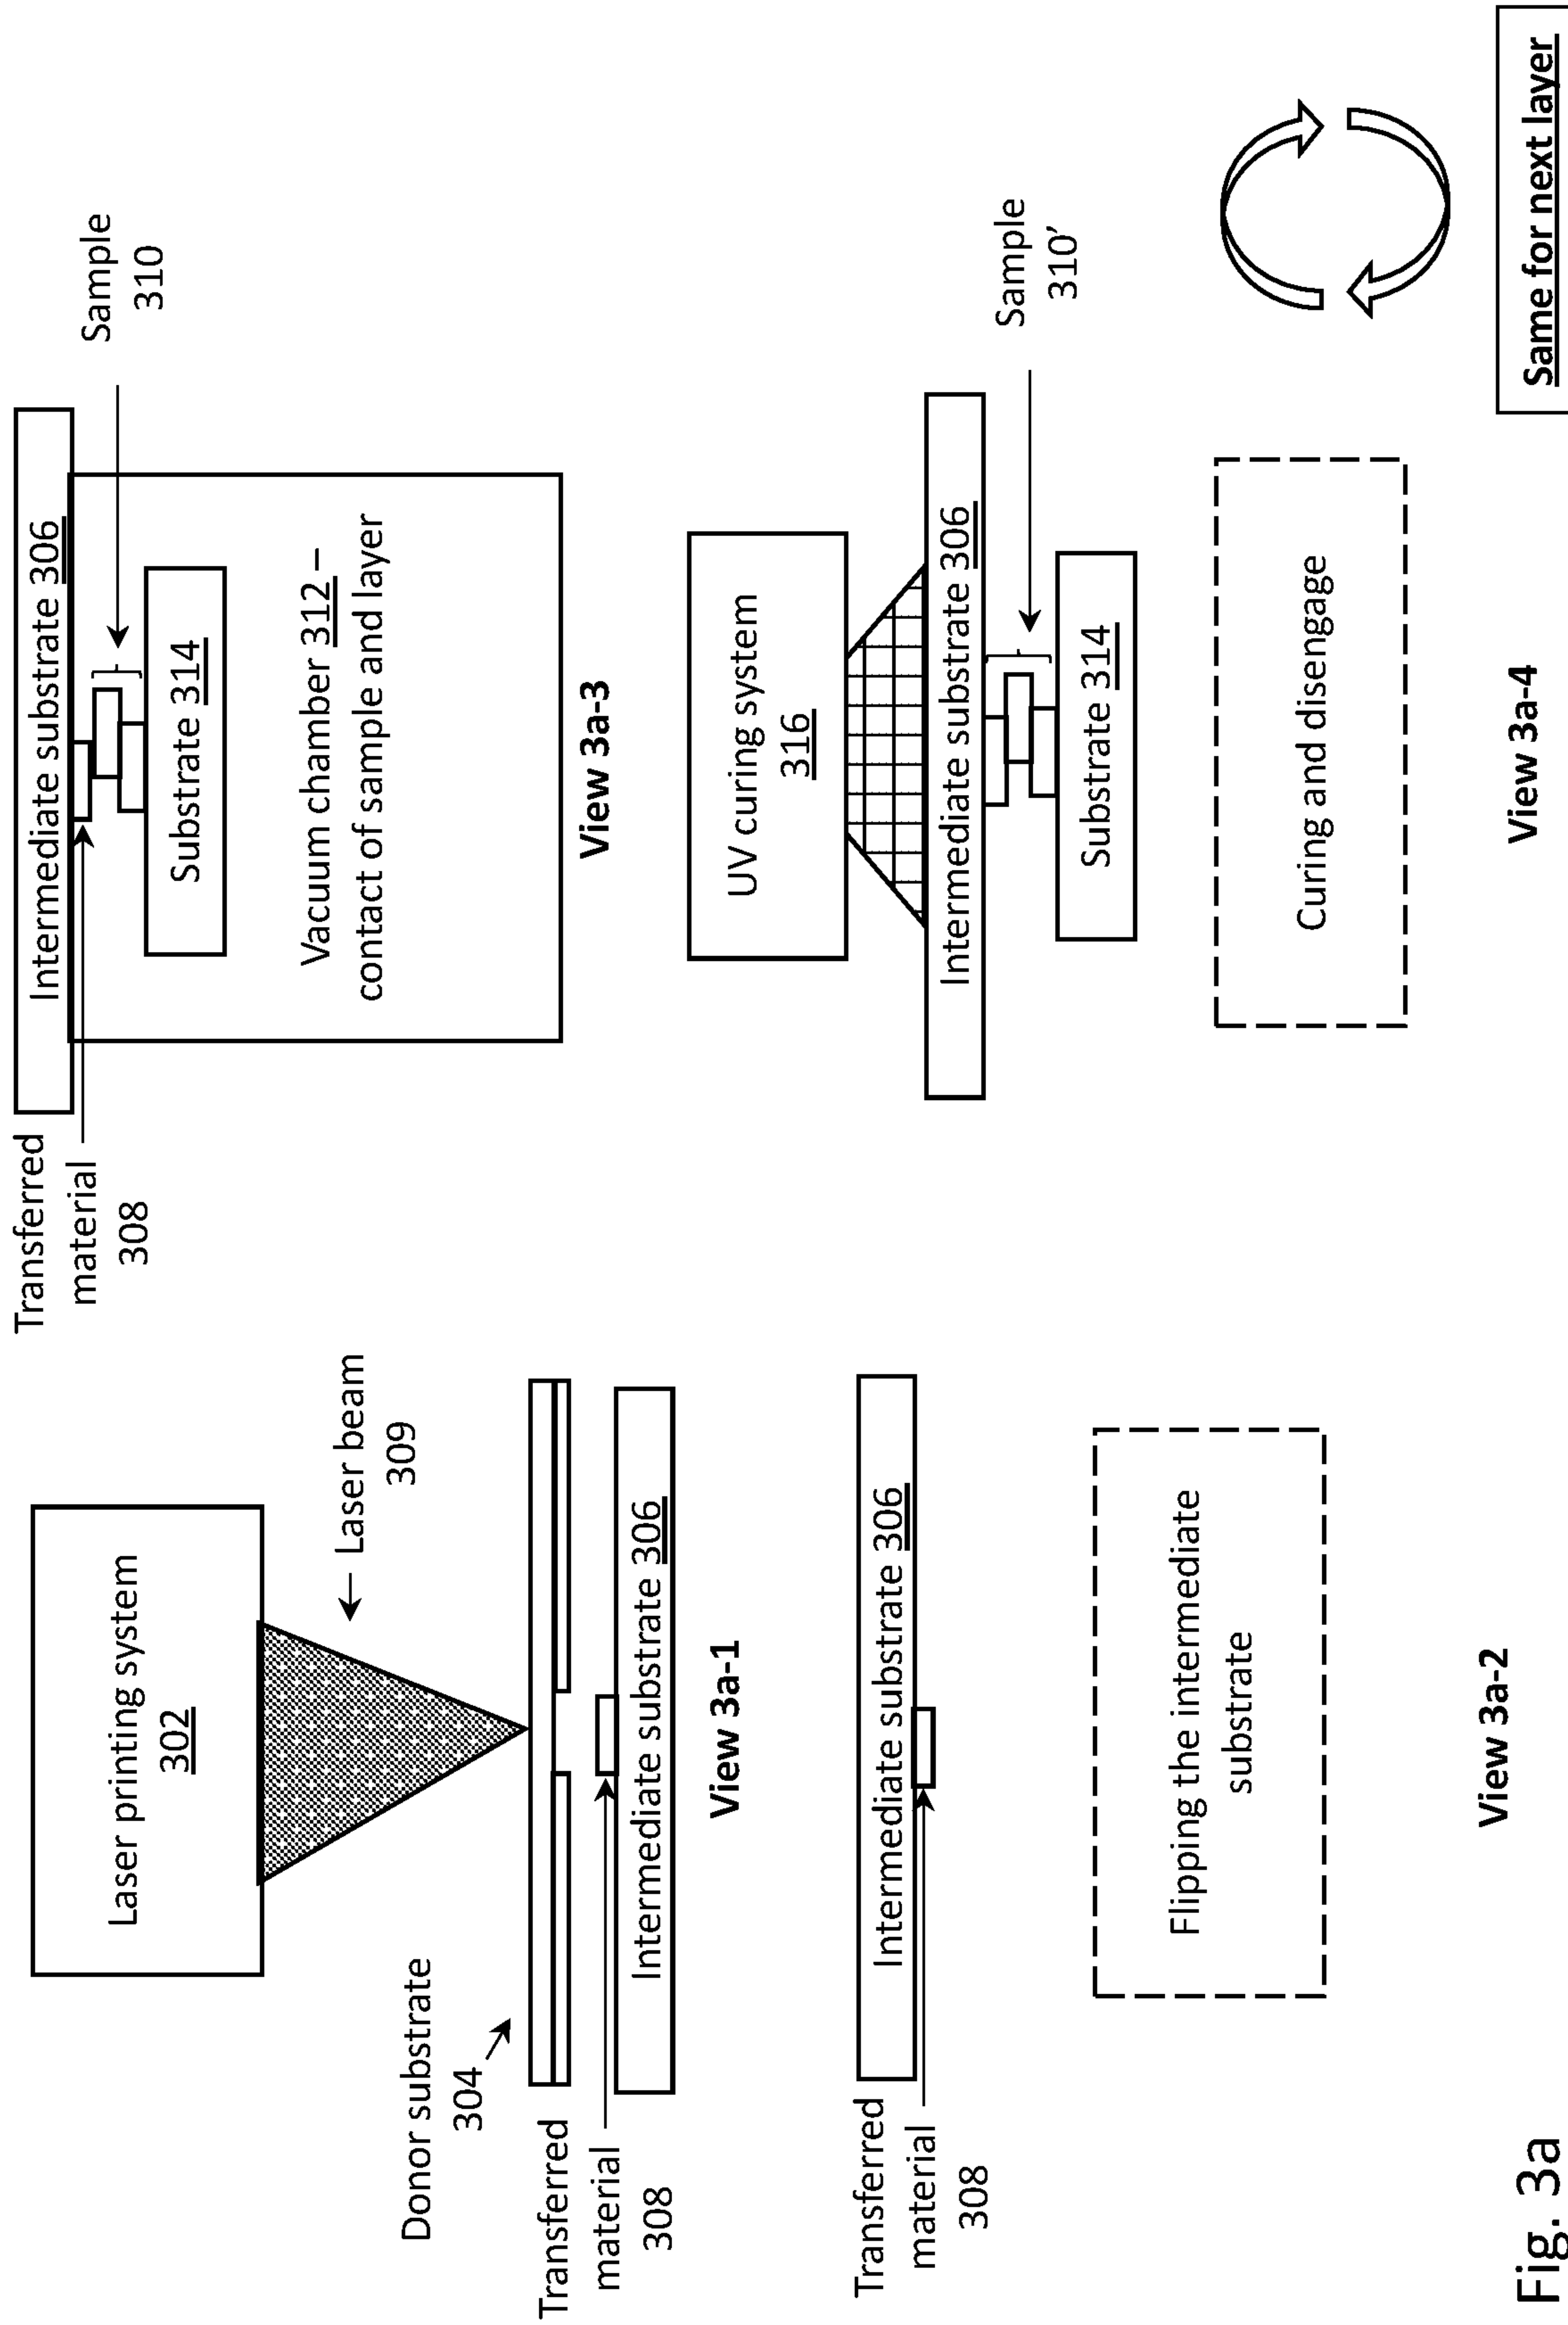 Laser printing system
302
Laser beam
309
Donor substrate
304
Transferred
material
308
Intermediate substrate 306
View 3a-1
Transferred
material
308
Intermediate substrate 306
Flipping the intermediate
substrate
View 3a-2
Transferred
material
308
Intermediate substrate 306
Sample
310
Substrate 314
Vacuum chamber 312 –
contact of sample and layer
View 3a-3
UV curing system
316
Intermediate substrate 306
Sample
310’
Substrate 314
Curing and disengage
View 3a-4
Same for next layer
Fig. 3a